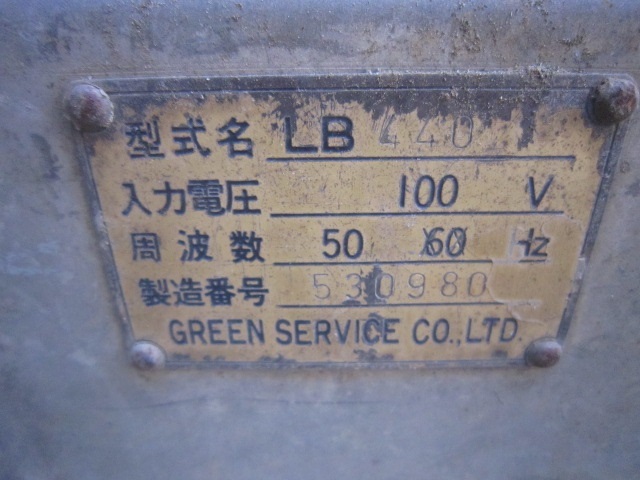 型式名 LB 440
入力電圧 100 V
周波数 50 60 Hz
製造番号 530980
GREEN SERVICE CO.,LTD.